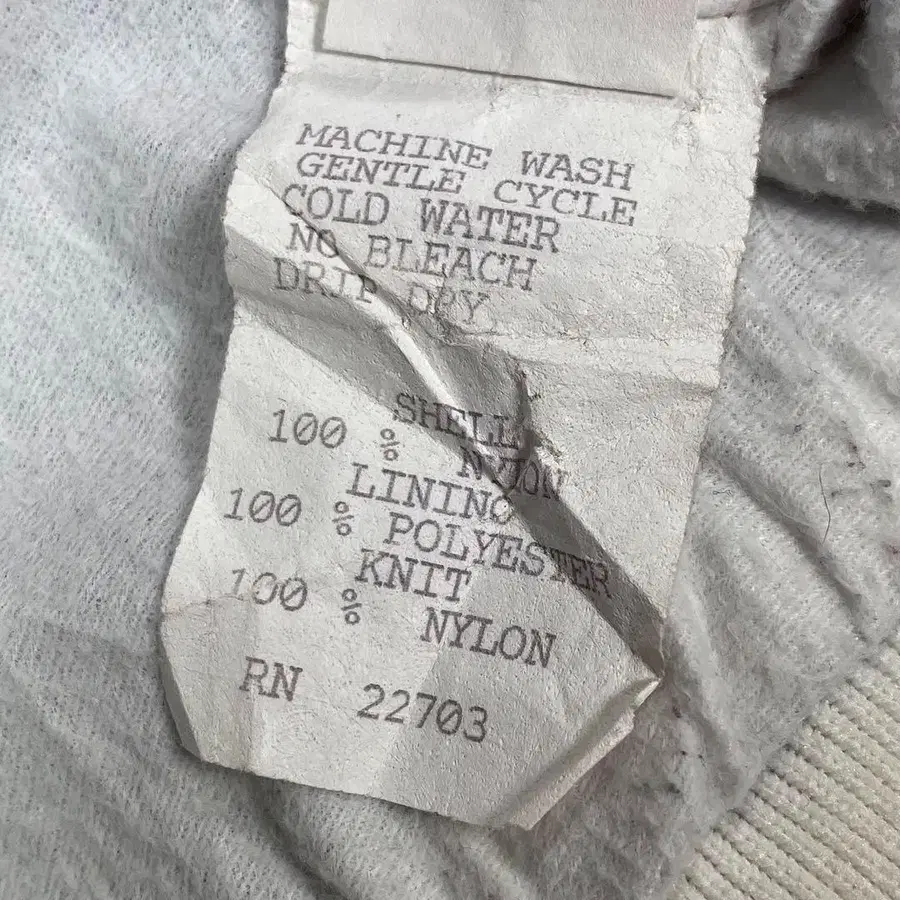 MACHINE WASH
GENTLE CYCLE
COLD WATER
NO BLEACH
DRIP DRY
SHELL
100 % NYLON
LINING
100 % POLYESTER
KNIT
100 % NYLON
RN 22703